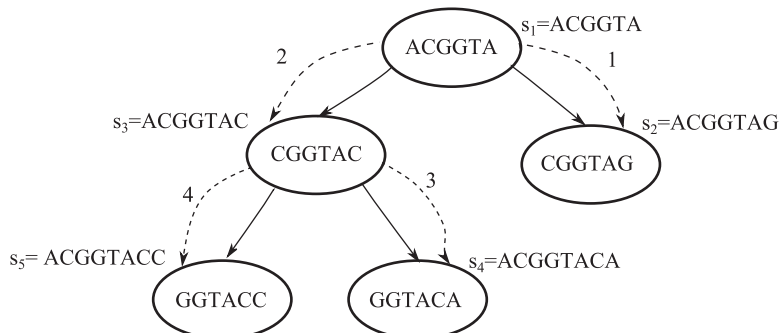 s₁=ACGGTA
ACGGTA
2
1
s₃=ACGGTAC
s₂=ACGGTAG
CGGTAC
CGGTAG
4
3
s₅= ACGGTACC
s₄=ACGGTACA
GGTACC
GGTACA